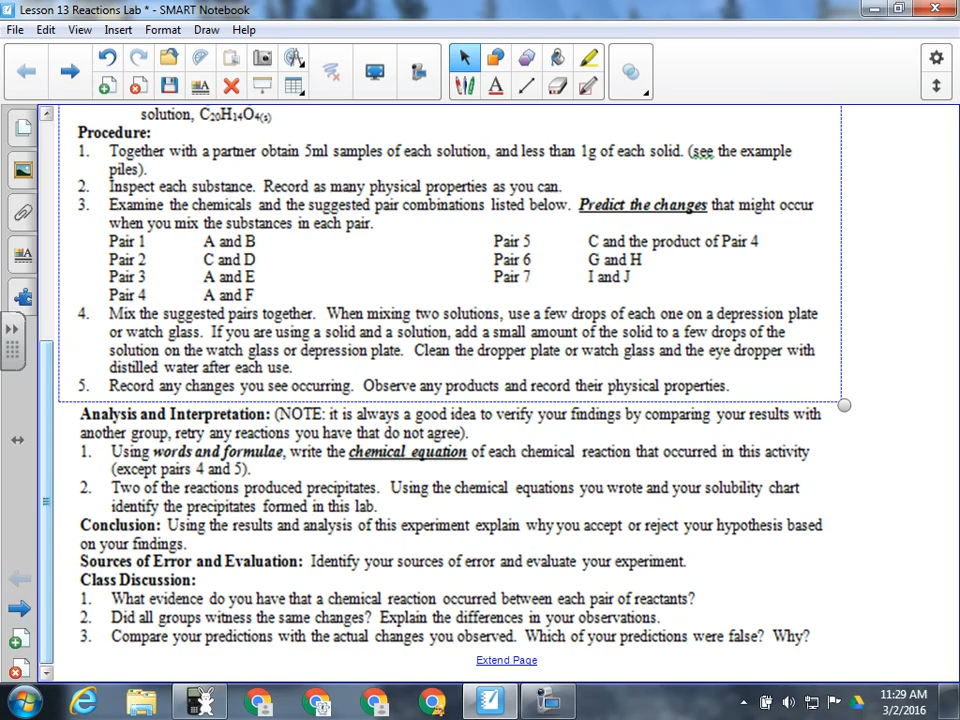 Lesson 13 Reactions Lab * - SMART Notebook
File Edit View Insert Format Draw Help
solution, C20H14O4(s)
Procedure:
1. Together with a partner obtain 5ml samples of each solution, and less than 1g of each solid. (see the example
piles).
2. Inspect each substance. Record as many physical properties as you can.
3. Examine the chemicals and the suggested pair combinations listed below. Predict the changes that might occur
when you mix the substances in each pair.
Pair 1 A and B Pair 5 C and the product of Pair 4
Pair 2 C and D Pair 6 G and H
Pair 3 A and E Pair 7 I and J
Pair 4 A and F
4. Mix the suggested pairs together. When mixing two solutions, use a few drops of each one on a depression plate
or watch glass. If you are using a solid and a solution, add a small amount of the solid to a few drops of the
solution on the watch glass or depression plate. Clean the dropper plate or watch glass and the eye dropper with
distilled water after each use.
5. Record any changes you see occurring. Observe any products and record their physical properties.
Analysis and Interpretation: (NOTE: it is always a good idea to verify your findings by comparing your results with
another group, retry any reactions you have that do not agree).
1. Using words and formulae, write the chemical equation of each chemical reaction that occurred in this activity
(except pairs 4 and 5).
2. Two of the reactions produced precipitates. Using the chemical equations you wrote and your solubility chart
identify the precipitates formed in this lab.
Conclusion: Using the results and analysis of this experiment explain why you accept or reject your hypothesis based
on your findings.
Sources of Error and Evaluation: Identify your sources of error and evaluate your experiment.
Class Discussion:
1. What evidence do you have that a chemical reaction occurred between each pair of reactants?
2. Did all groups witness the same changes? Explain the differences in your observations.
3. Compare your predictions with the actual changes you observed. Which of your predictions were false? Why?
Extend Page
11:29 AM
3/2/2016